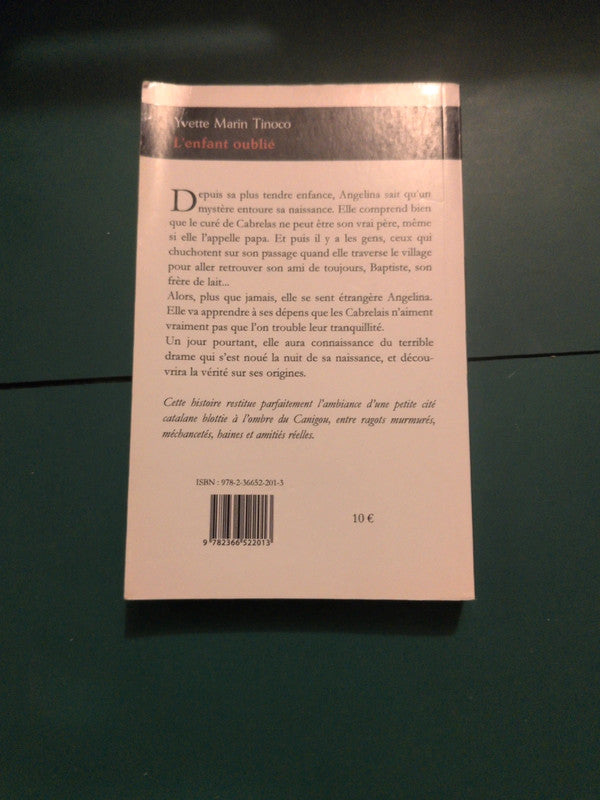 Yvette Marin Tinoco
L'enfant oublié
Depuis sa plus tendre enfance, Angelina sait qu'un
mystère entoure sa naissance. Elle comprend bien
que le curé de Cabrelas ne peut être son vrai père, même
si elle l'appelle papa. Et puis il y a les gens, ceux qui
chuchotent sur son passage quand elle traverse le village
pour aller retrouver son ami de toujours, Baptiste, son
frère de lait...
Alors, plus que jamais, elle se sent étrangère Angelina.
Elle va apprendre à ses dépens que les Cabrelais n'aiment
vraiment pas que l'on trouble leur tranquillité.
Un jour pourtant, elle aura connaissance du terrible
drame qui s'est noué la nuit de sa naissance, et décou-
vrira la vérité sur ses origines.
Cette histoire restitue parfaitement l'ambiance d'une petite cité
catalane blottie à l'ombre du Canigou, entre ragots murmurés,
méchancetés, haines et amitiés réelles.
ISBN : 978-2-36652-201-3
10 €
9 782366 522013